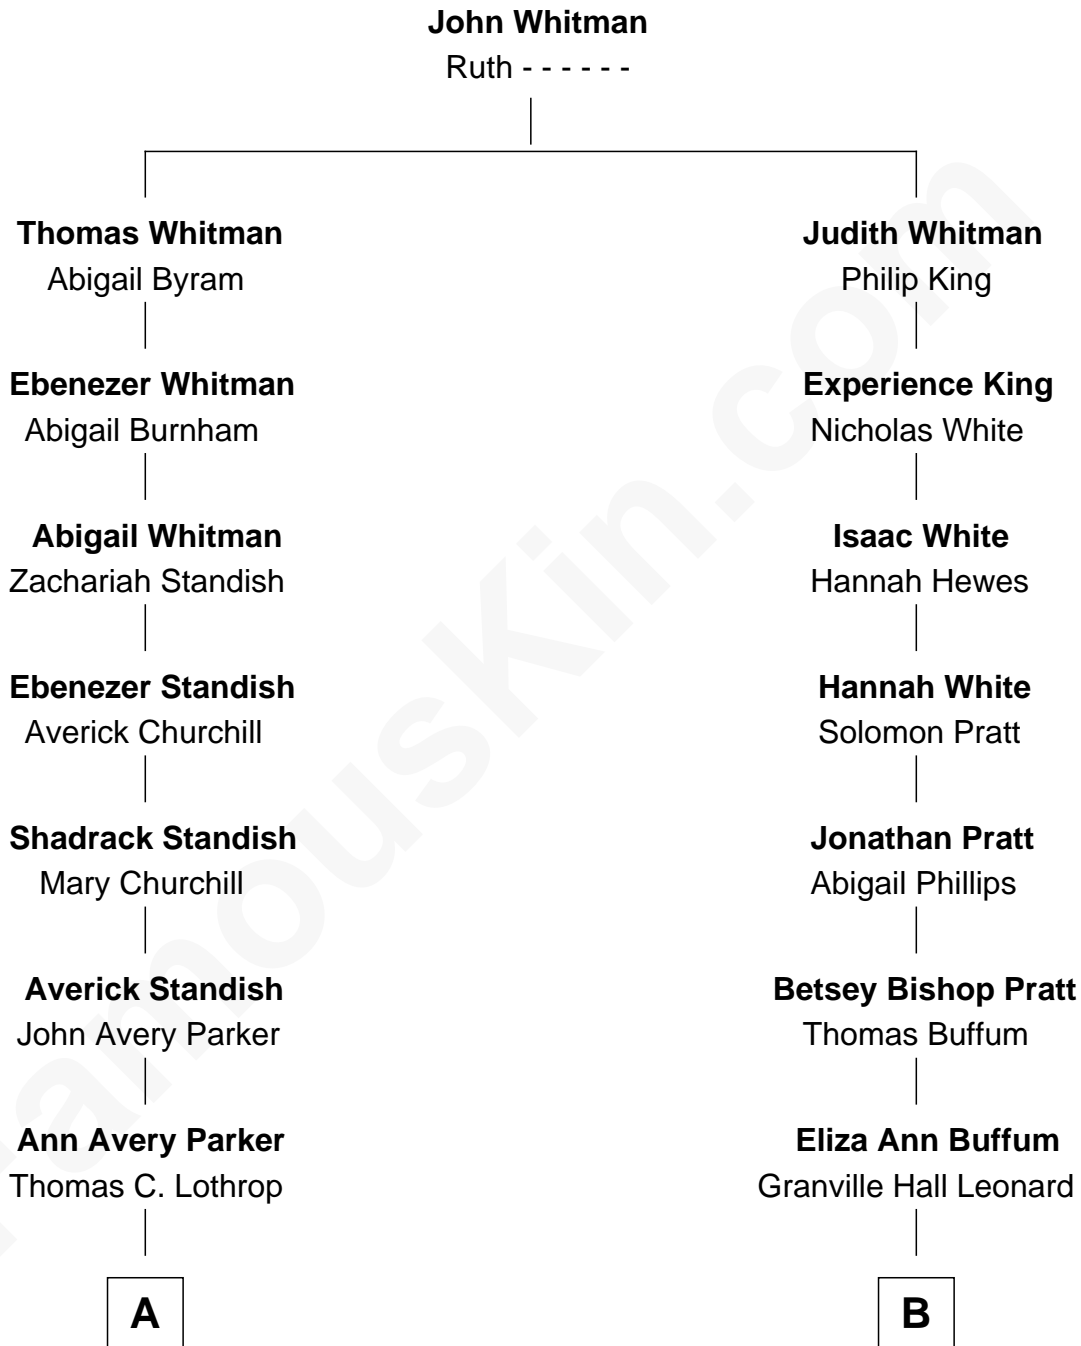 John Whitman
Ruth - - - - - -
Thomas Whitman
Abigail Byram
Ebenezer Whitman
Abigail Burnham
Abigail Whitman
Zachariah Standish
Ebenezer Standish
Averick Churchill
Shadrack Standish
Mary Churchill
Averick Standish
John Avery Parker
Ann Avery Parker
Thomas C. Lothrop
A
Judith Whitman
Philip King
Experience King
Nicholas White
Isaac White
Hannah Hewes
Hannah White
Solomon Pratt
Jonathan Pratt
Abigail Phillips
Betsey Bishop Pratt
Thomas Buffum
Eliza Ann Buffum
Granville Hall Leonard
B
FamousKin.com